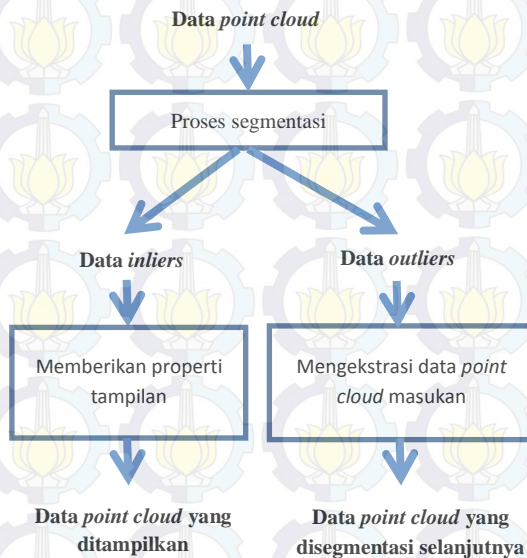 Data point cloud
Proses segmentasi
Data inliers
Data outliers
Memberikan properti
tampilan
Mengekstrasi data point
cloud masukan
Data point cloud yang
ditampilkan
Data point cloud yang
disegmentasi selanjutnya